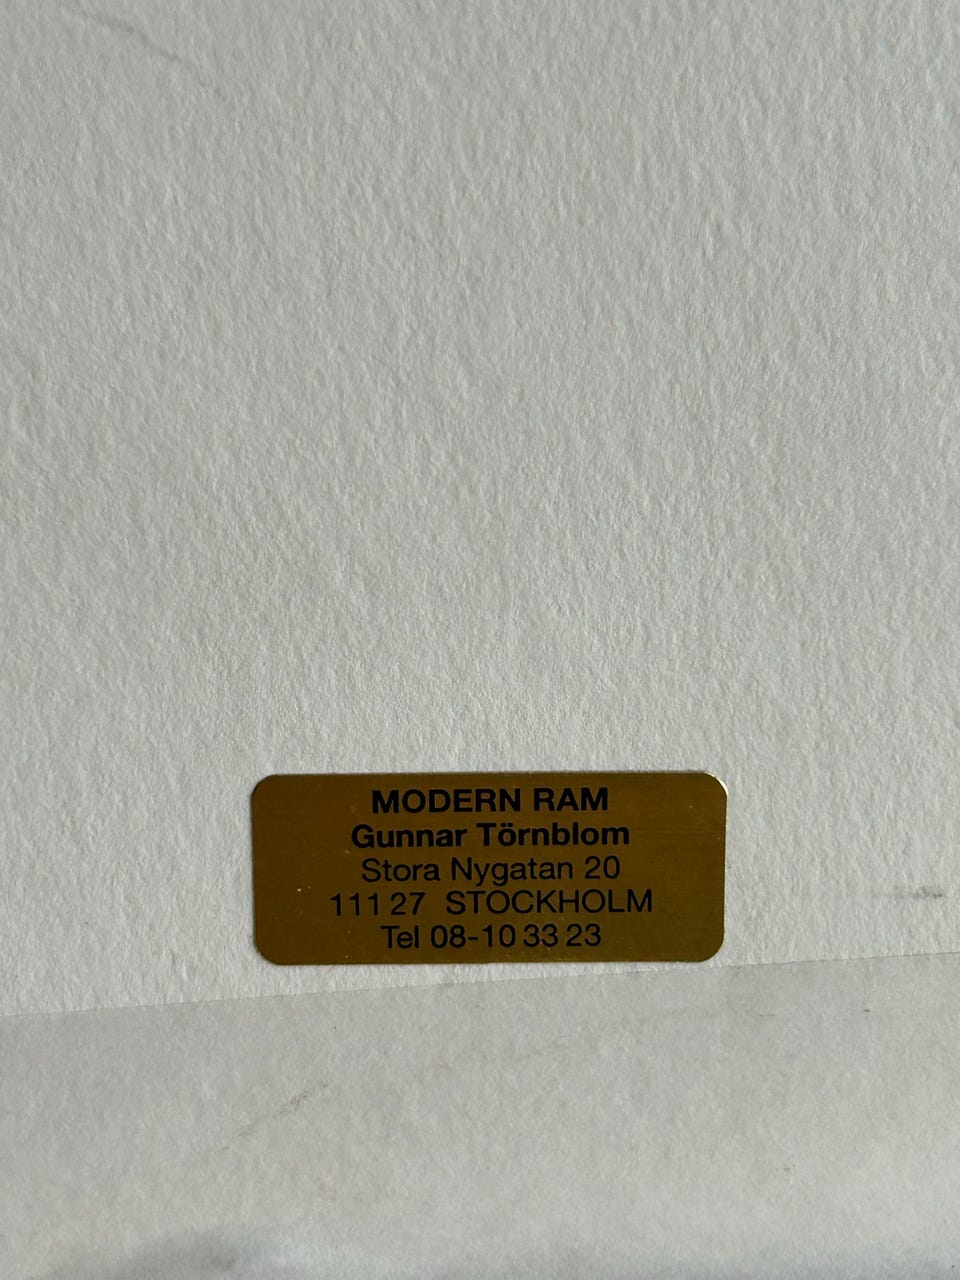 MODERN RAM
Gunnar Törnblom
Stora Nygatan 20
111 27 STOCKHOLM
Tel 08-10 33 23